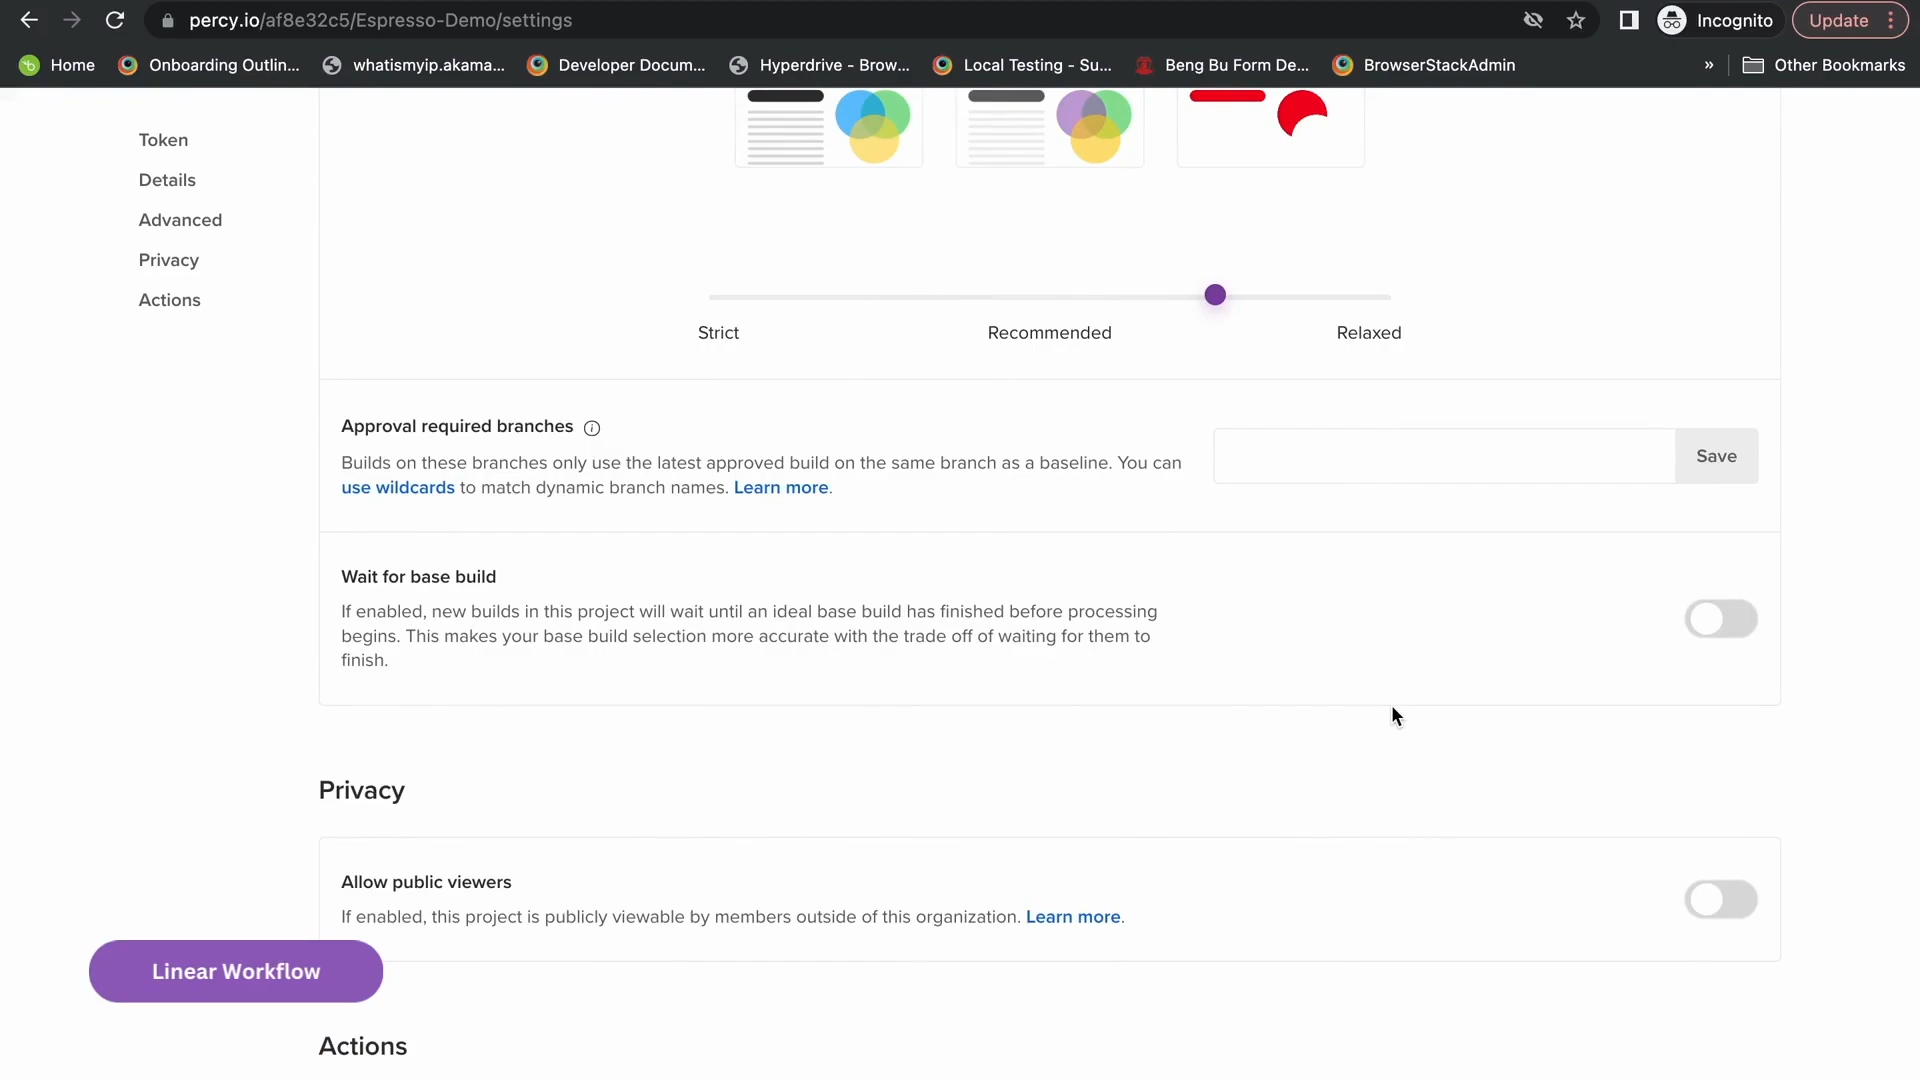 percy.io/af8e32c5/Espresso-Demo/settings
Incognito
Update
Home
Onboarding Outlin...
whatismyip.akama...
Developer Docum...
Hyperdrive - Brow...
Local Testing - Su...
Beng Bu Form De...
BrowserStackAdmin
»
Other Bookmarks
Token
Details
Advanced
Privacy
Actions
Strict
Recommended
Relaxed
Approval required branches
Builds on these branches only use the latest approved build on the same branch as a baseline. You can
use wildcards to match dynamic branch names. Learn more.
Save
Wait for base build
If enabled, new builds in this project will wait until an ideal base build has finished before processing
begins. This makes your base build selection more accurate with the trade off of waiting for them to
finish.
Privacy
Allow public viewers
If enabled, this project is publicly viewable by members outside of this organization. Learn more.
Linear Workflow
Actions